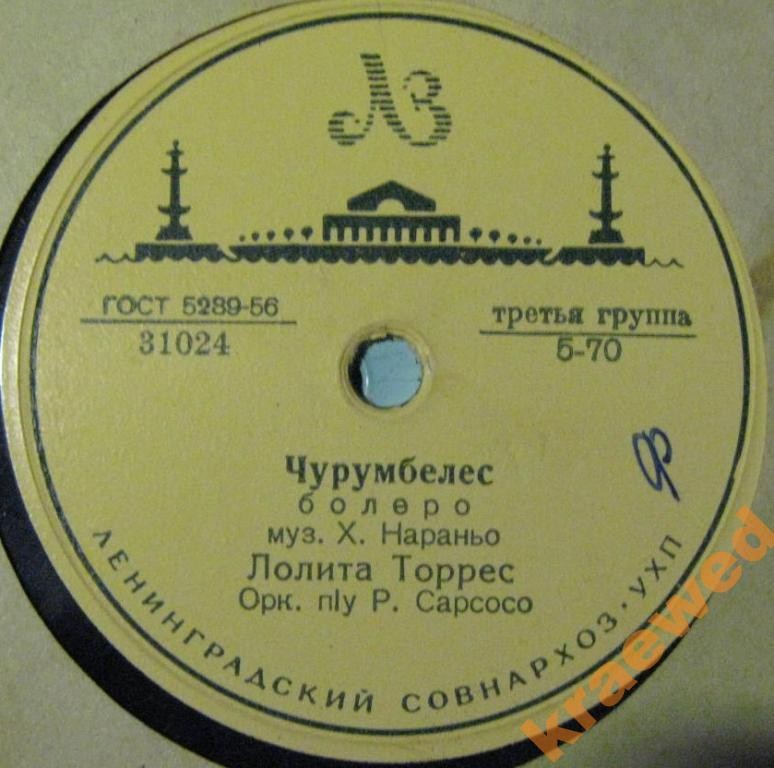 ЛЗ
ГОСТ 5289-56
31024
третья группа
5-70
Чурумбелес
болеро
муз. Х. Нараньо
Лолита Торрес
Орк. п/у Р. Сарсосо
ЛЕНИНГРАДСКИЙ СОВНАРХОЗ · УХП
kraewed